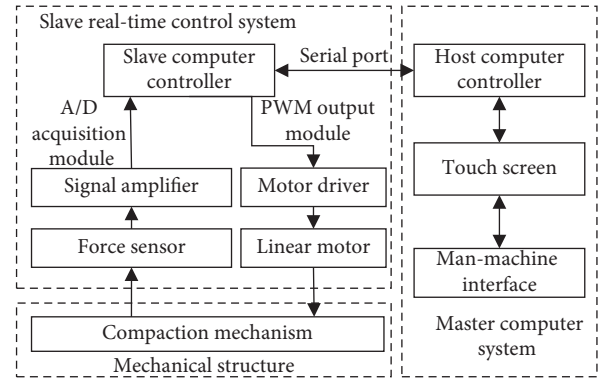 Slave real-time control system
Slave computer
controller
Serial port
Host computer
controller
A/D
acquisition
module
PWM output
module
Signal amplifier
Motor driver
Touch screen
Force sensor
Linear motor
Man-machine
interface
Compaction mechanism
Mechanical structure
Master computer
system